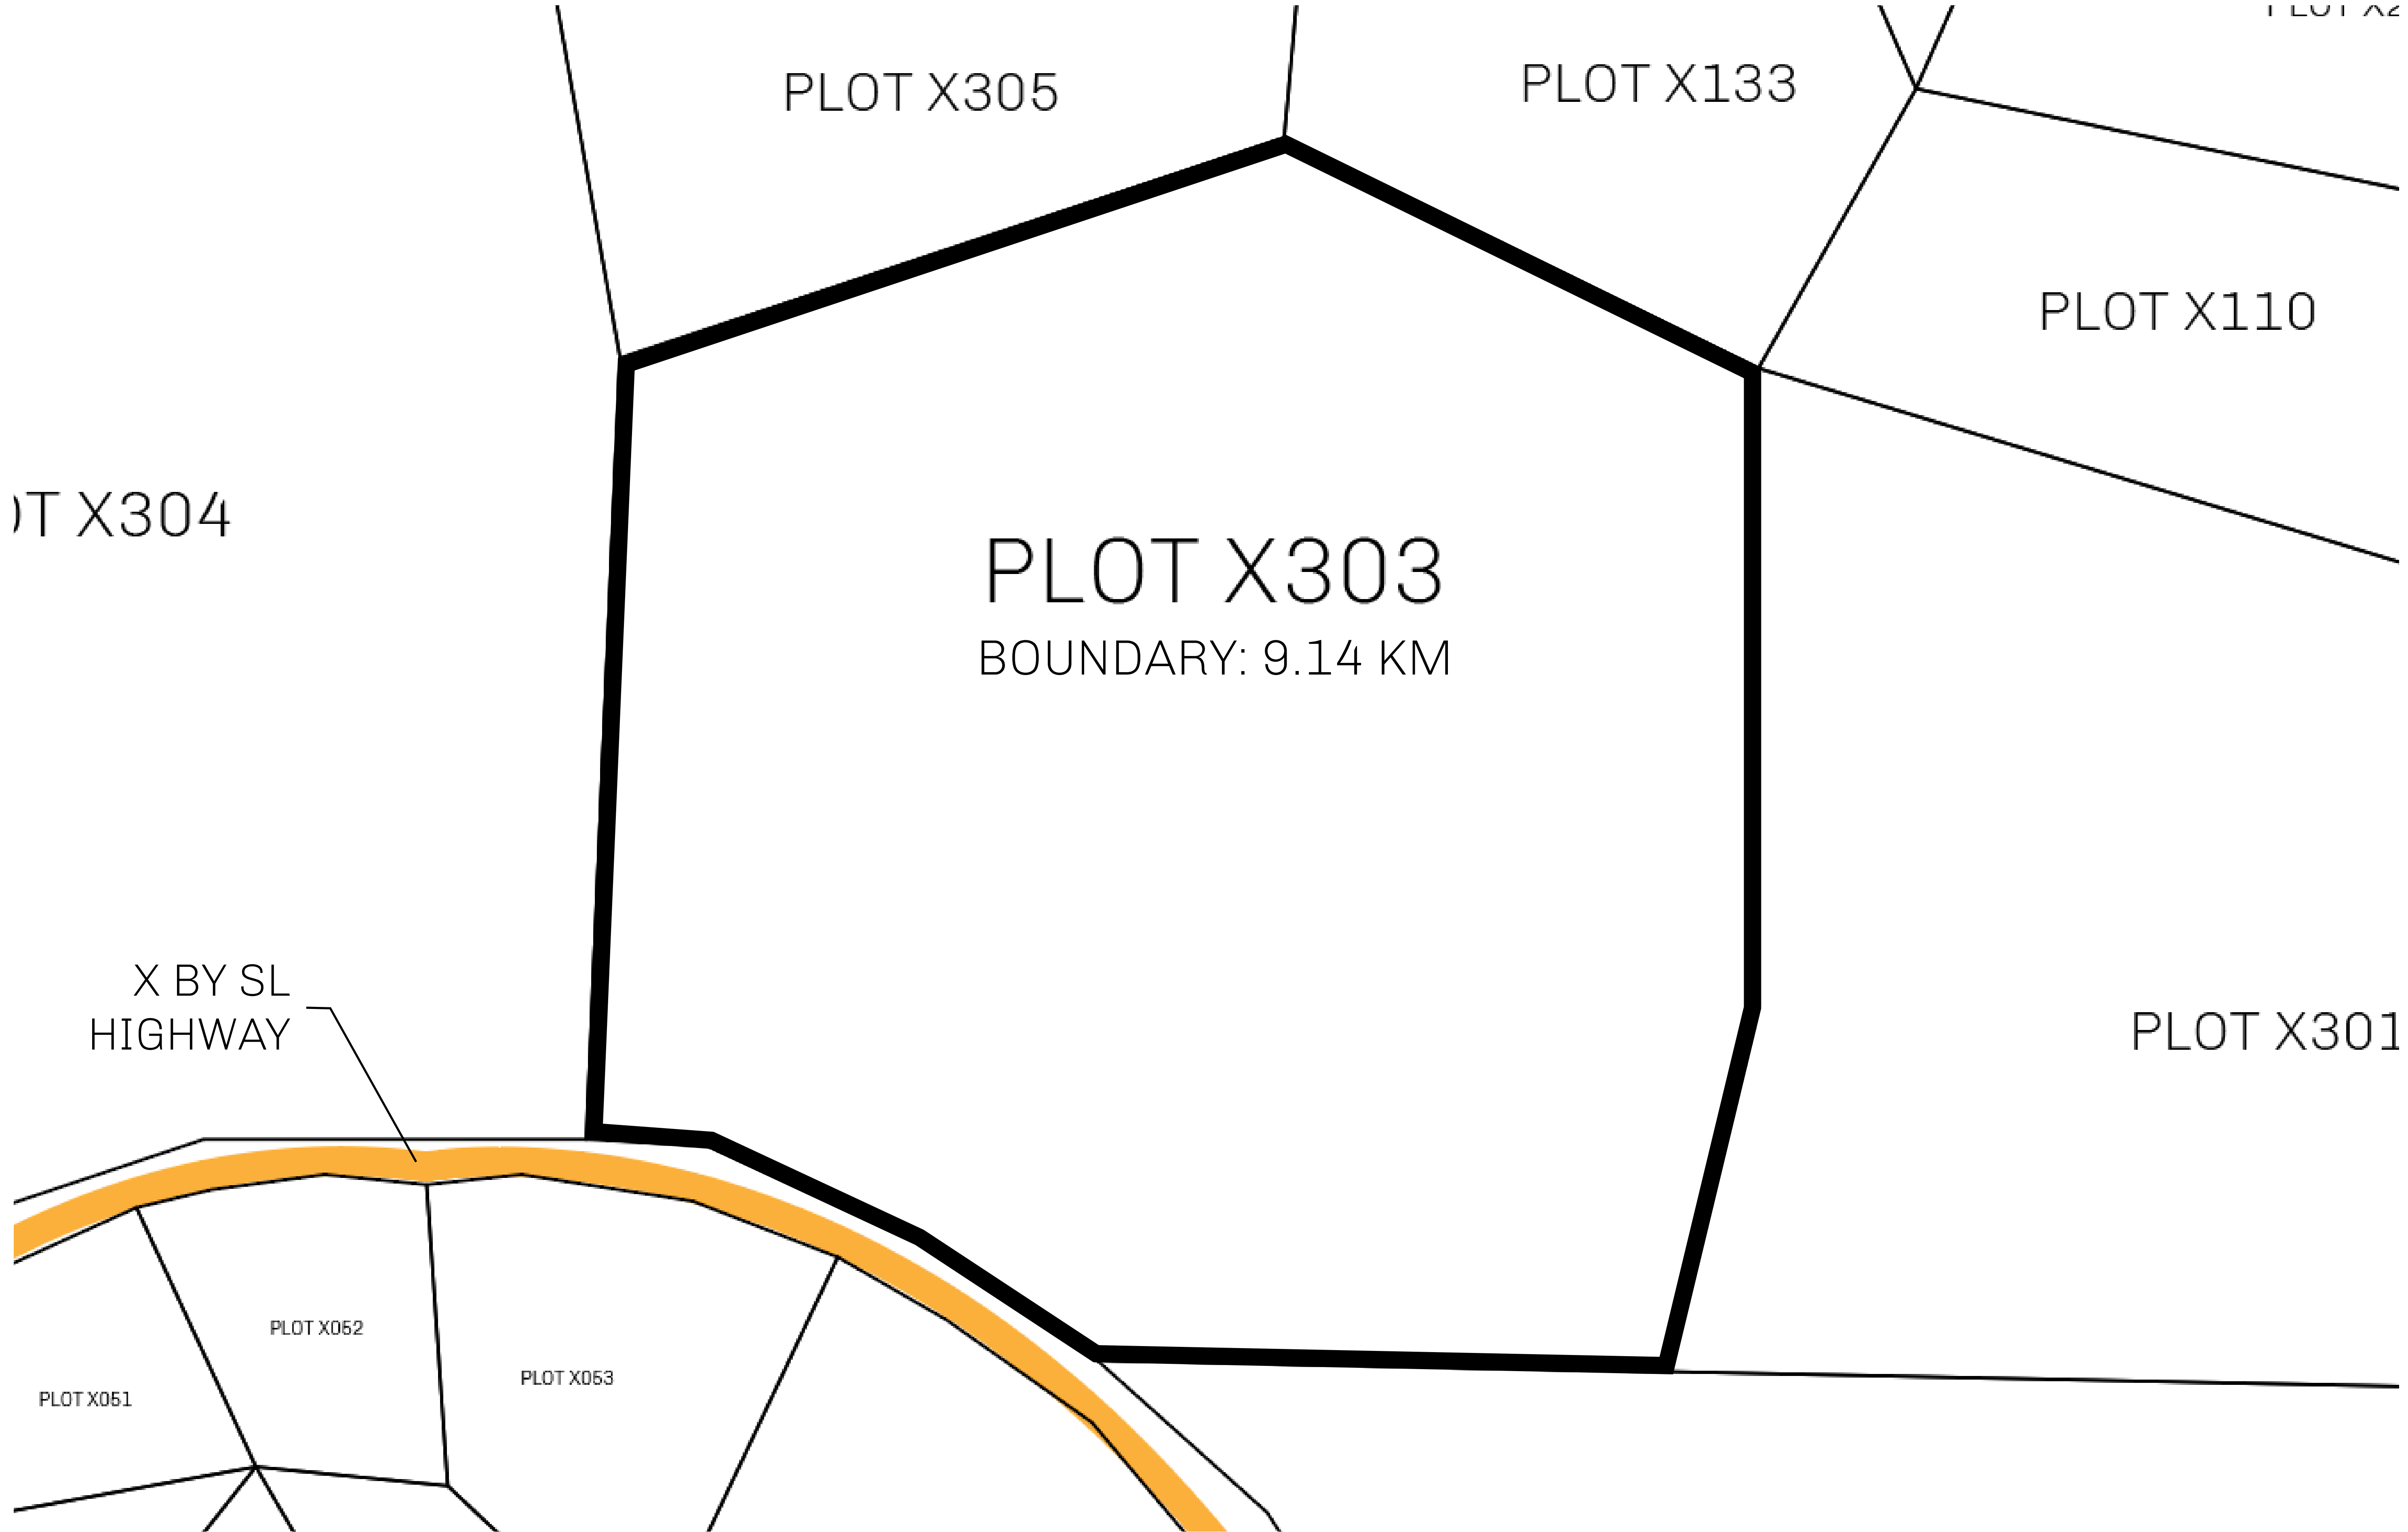 PLOT X305
PLOT X133
PLOT X110
X304
PLOT X303
BOUNDARY: 9.14 KM
X BY SL
HIGHWAY
PLOT X301
PLOT X052
PLOT X053
PLOT X051